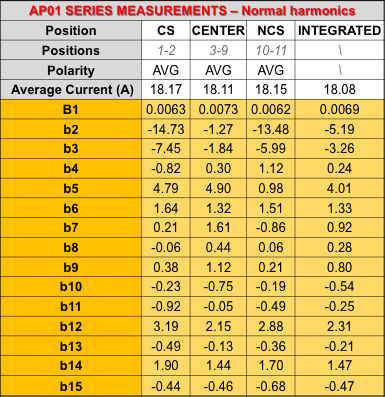 AP01 SERIES MEASUREMENTS – Normal harmonics
Position CS CENTER NCS INTEGRATED
Positions 1-2 3-9 10-11 \
Polarity AVG AVG AVG \
Average Current (A) 18.17 18.11 18.15 18.08
B1 0.0063 0.0073 0.0062 0.0069
b2 -14.73 -1.27 -13.48 -5.19
b3 -7.45 -1.84 -5.99 -3.26
b4 -0.82 0.30 1.12 0.24
b5 4.79 4.90 0.98 4.01
b6 1.64 1.32 1.51 1.33
b7 0.21 1.61 -0.86 0.92
b8 -0.06 0.44 0.06 0.28
b9 0.38 1.12 0.21 0.80
b10 -0.23 -0.75 -0.19 -0.54
b11 -0.92 -0.05 -0.49 -0.25
b12 3.19 2.15 2.88 2.31
b13 -0.49 -0.13 -0.36 -0.21
b14 1.90 1.44 1.70 1.47
b15 -0.44 -0.46 -0.68 -0.47